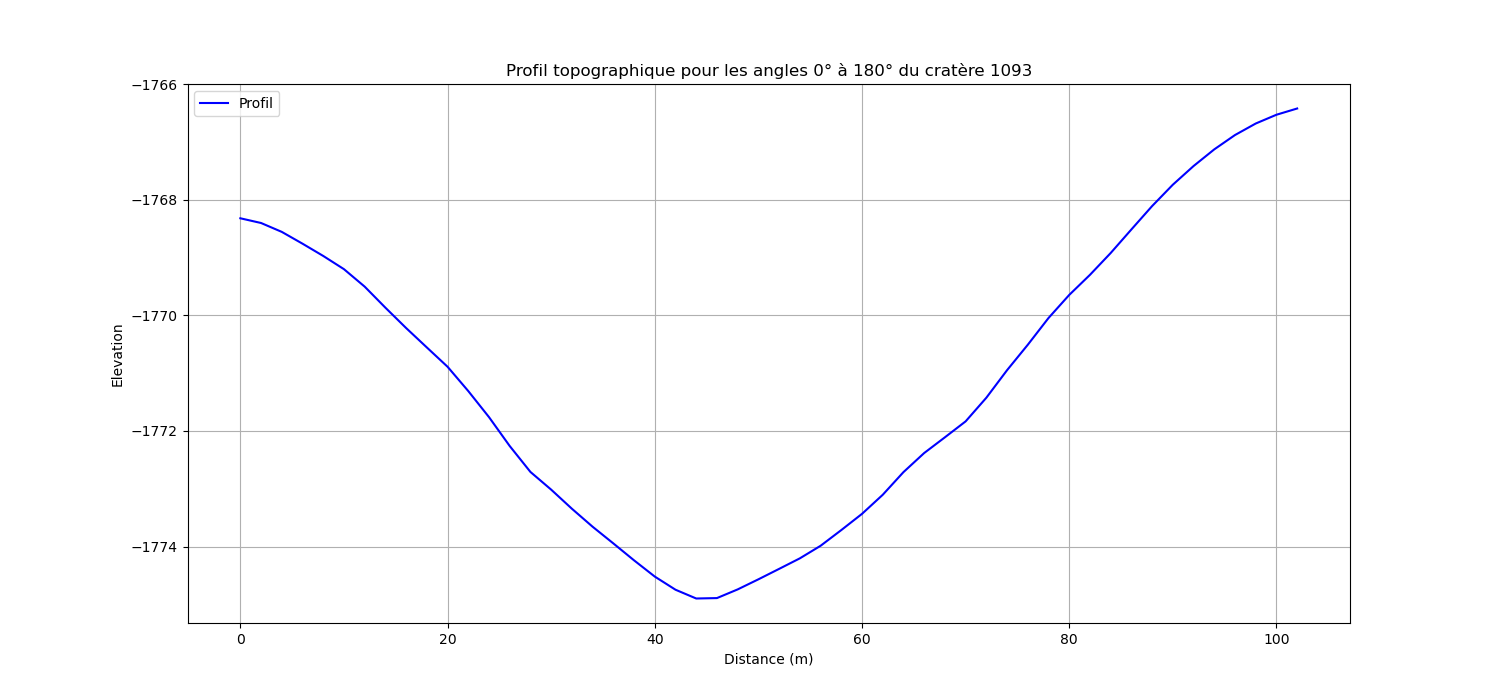 Profil topographique pour les angles 0° à 180° du cratère 1093
Profil
−1766
−1768
−1770
−1772
−1774
Elevation
0 20 40 60 80 100
Distance (m)